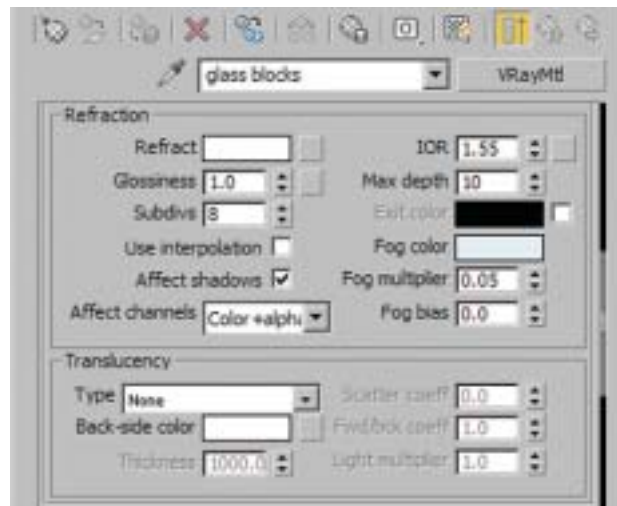 glass blocks VRayMtl
Refraction
Refract IOR 1.55
Glossiness 1.0 Max depth 10
Subdivs 8 Exit color
Use interpolation Fog color
Affect shadows Fog multiplier 0.05
Affect channels Color+alpha Fog bias 0.0
Translucency
Type None Scatter coeff 0.0
Back-side color Fwd/bck coeff 1.0
Thickness 1000.0 Light multiplier 1.0